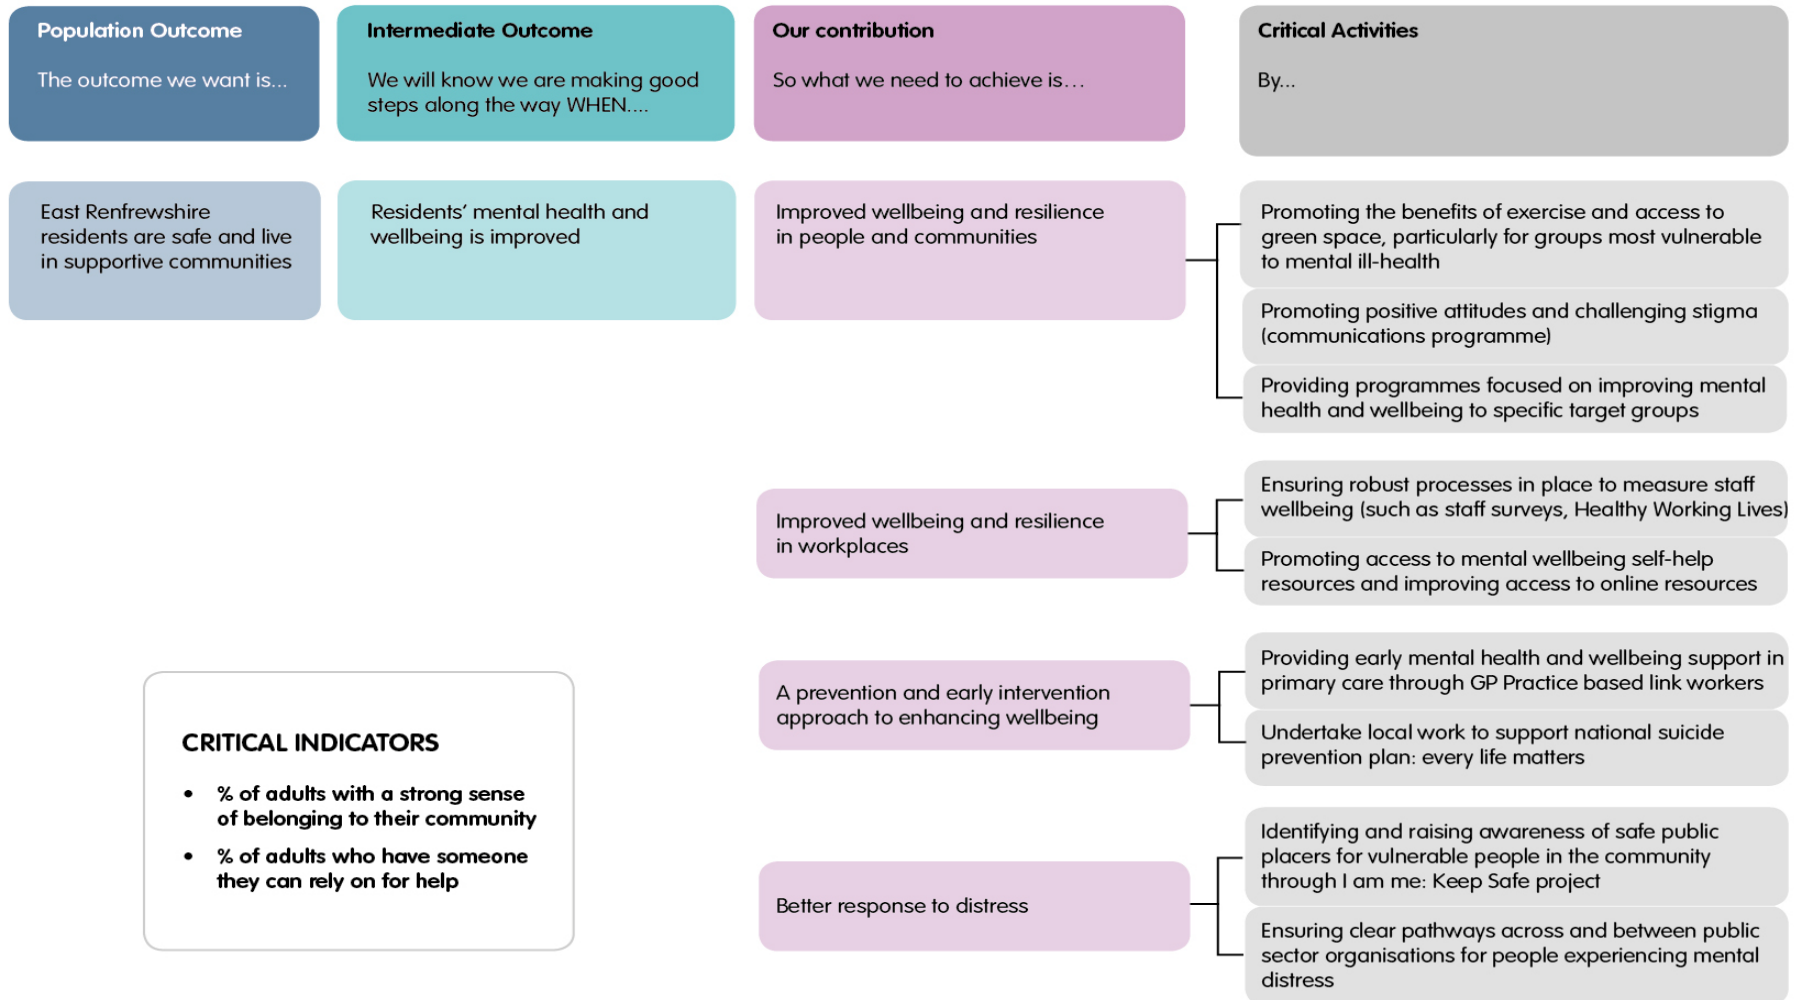 Population Outcome
The outcome we want is...
Intermediate Outcome
We will know we are making good
steps along the way WHEN....
Our contribution
So what we need to achieve is...
Critical Activities
By...
East Renfrewshire
residents are safe and live
in supportive communities
Residents' mental health and
wellbeing is improved
Improved wellbeing and resilience
in people and communities
Promoting the benefits of exercise and access to
green space, particularly for groups most vulnerable
to mental ill-health
Promoting positive attitudes and challenging stigma
(communications programme)
Providing programmes focused on improving mental
health and wellbeing to specific target groups
Improved wellbeing and resilience
in workplaces
Ensuring robust processes in place to measure staff
wellbeing (such as staff surveys, Healthy Working Lives)
Promoting access to mental wellbeing self-help
resources and improving access to online resources
A prevention and early intervention
approach to enhancing wellbeing
Providing early mental health and wellbeing support in
primary care through GP Practice based link workers
Undertake local work to support national suicide
prevention plan: every life matters
Better response to distress
Identifying and raising awareness of safe public
placers for vulnerable people in the community
through I am me: Keep Safe project
Ensuring clear pathways across and between public
sector organisations for people experiencing mental
distress
CRITICAL INDICATORS
• % of adults with a strong sense
of belonging to their community
• % of adults who have someone
they can rely on for help